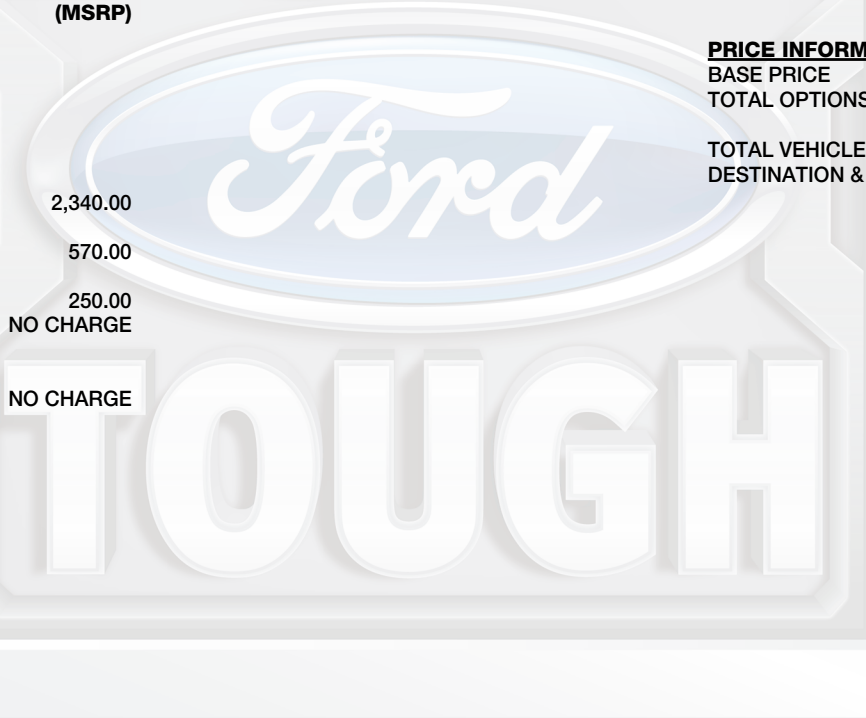 (MSRP)
PRICE INFORM
BASE PRICE
TOTAL OPTIONS
TOTAL VEHICLE
DESTINATION &
2,340.00
570.00
250.00
NO CHARGE
NO CHARGE
Ford
TOUGH